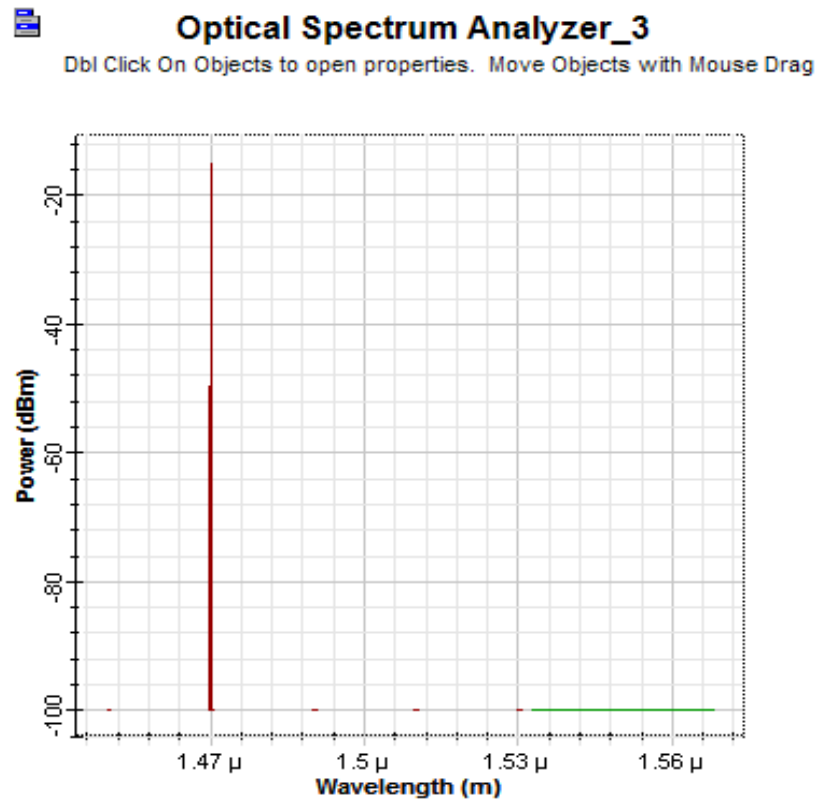 Optical Spectrum Analyzer_3
Dbl Click On Objects to open properties. Move Objects with Mouse Drag
Power (dBm)
-20
-40
-60
-80
-100
1.47 µ 1.5 µ 1.53 µ 1.56 µ
Wavelength (m)